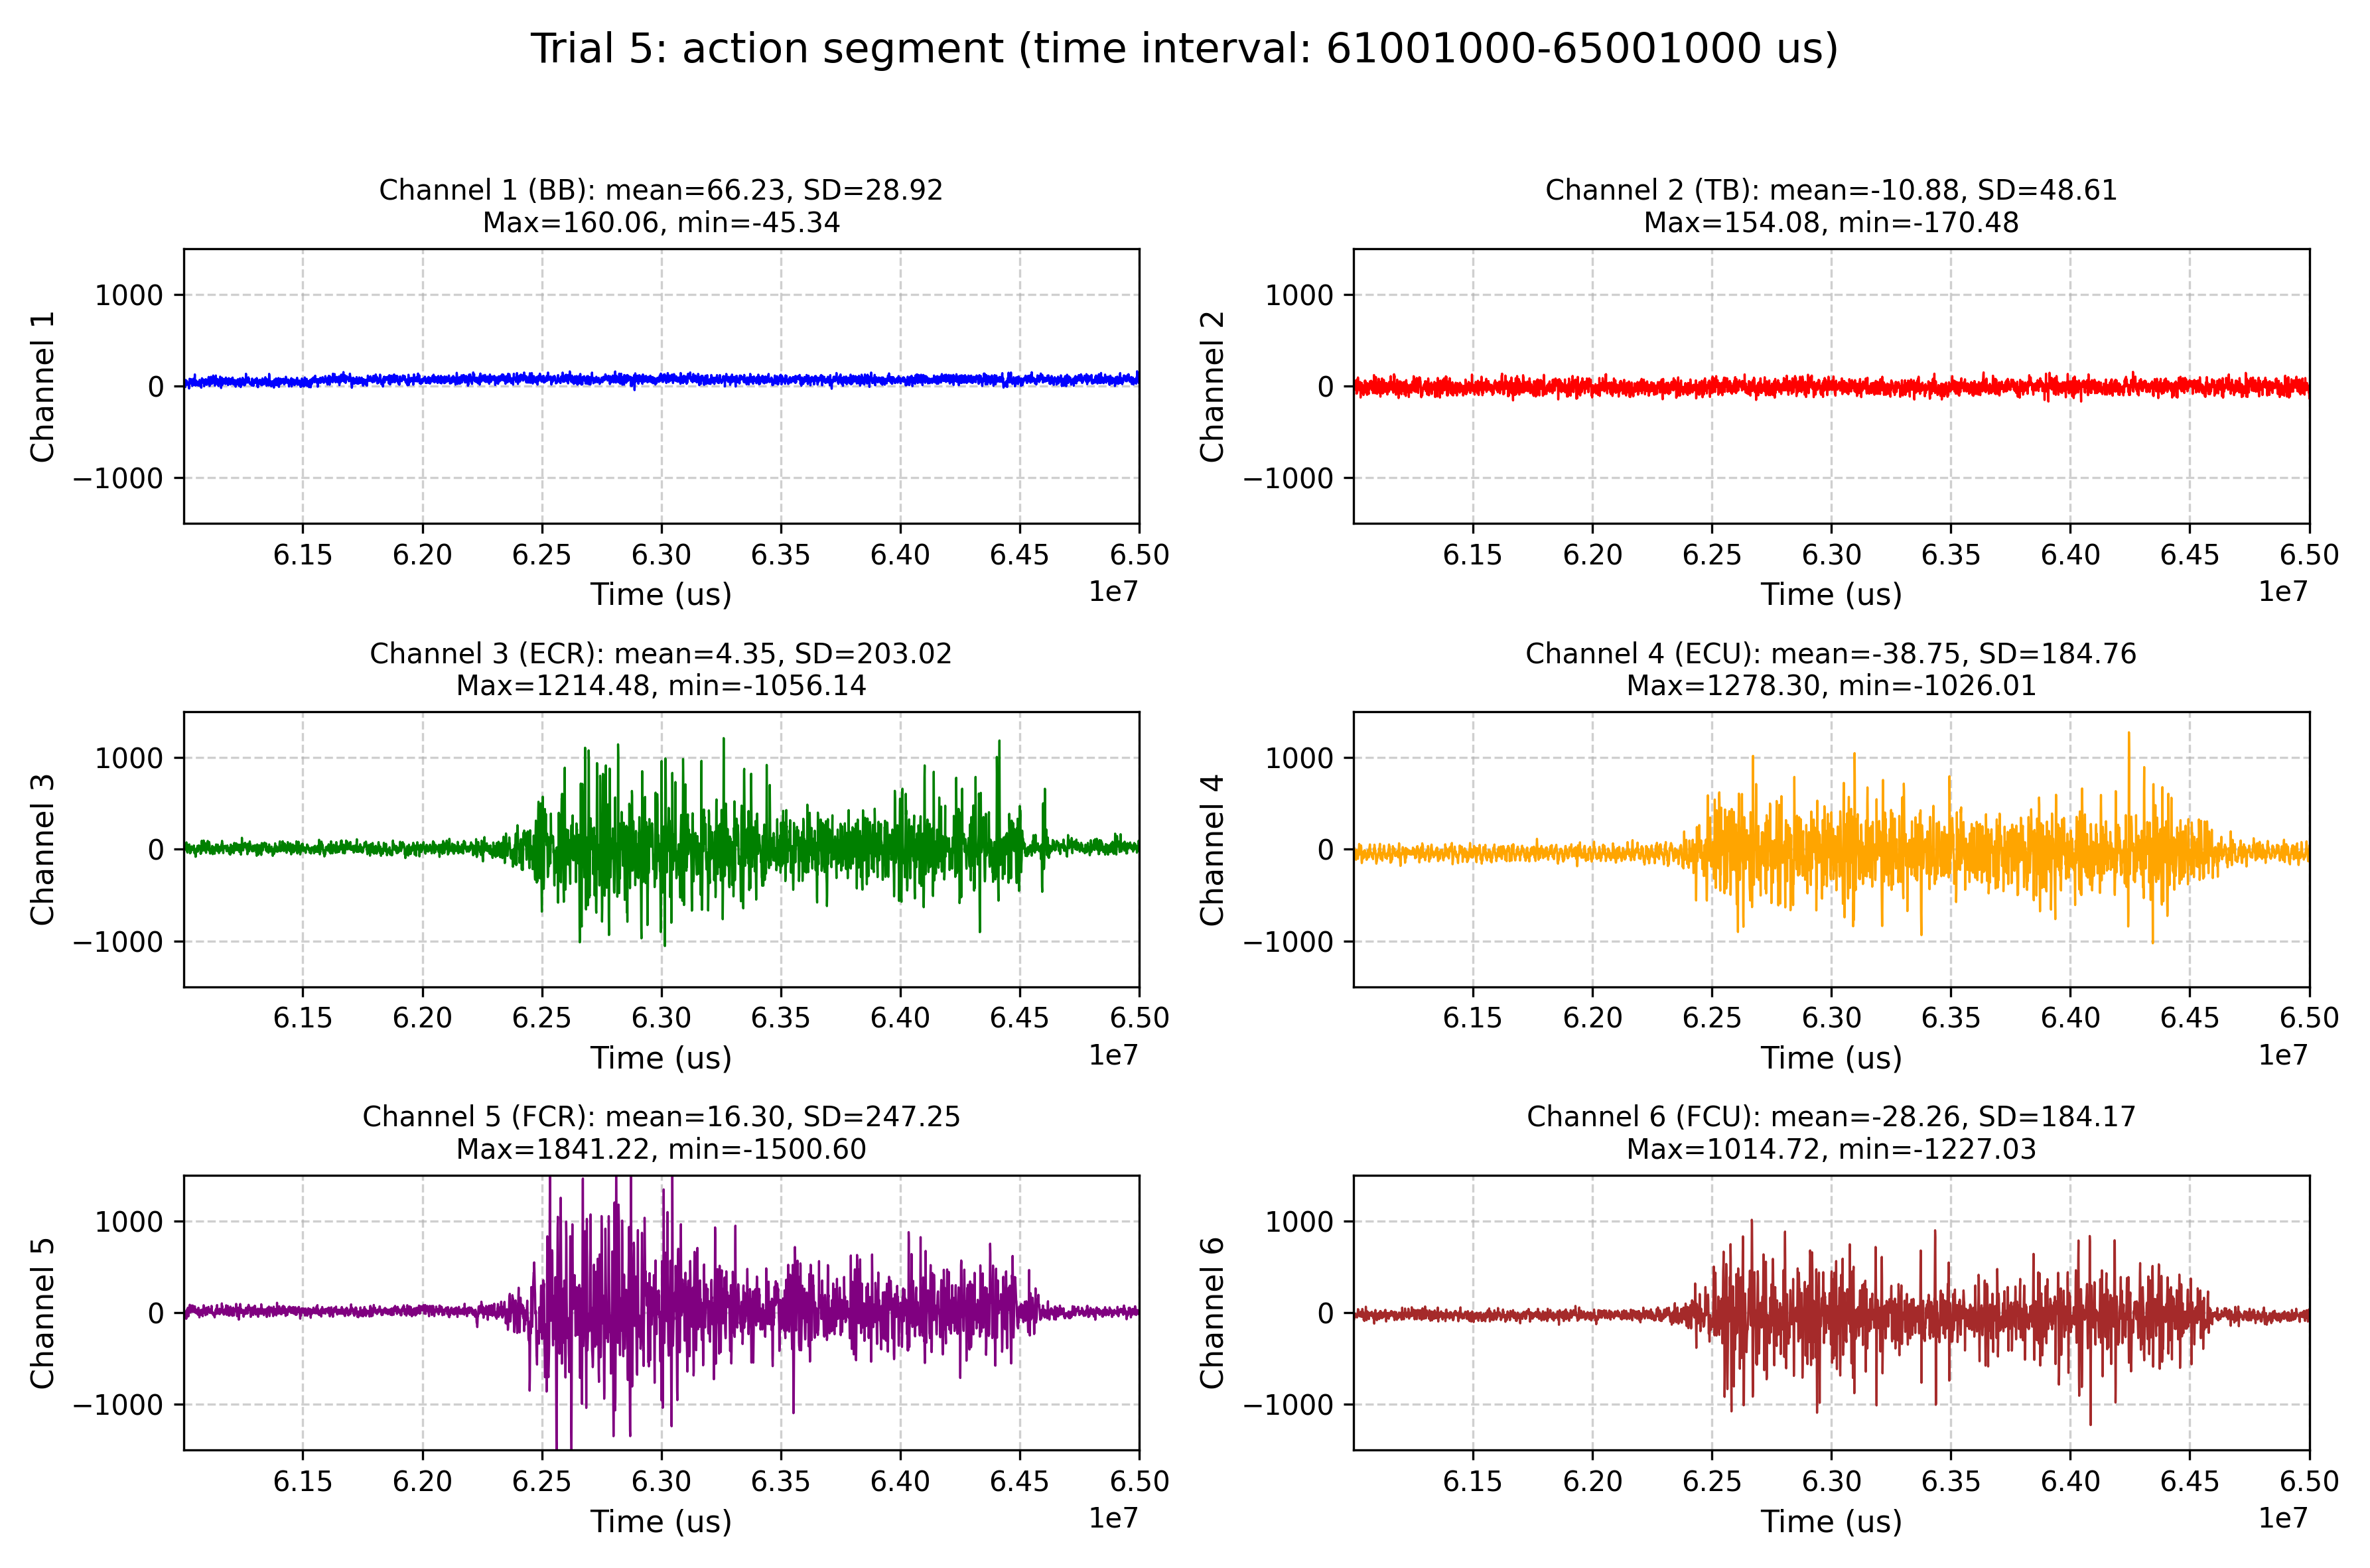 Trial 5: action segment (time interval: 61001000-65001000 us)
Channel 1 (BB): mean=66.23, SD=28.92
Max=160.06, min=-45.34
Channel 1
1000
0
−1000
6.15 6.20 6.25 6.30 6.35 6.40 6.45 6.50
Time (us)
1e7
Channel 2 (TB): mean=-10.88, SD=48.61
Max=154.08, min=-170.48
Channel 2
1000
0
−1000
6.15 6.20 6.25 6.30 6.35 6.40 6.45 6.50
Time (us)
1e7
Channel 3 (ECR): mean=4.35, SD=203.02
Max=1214.48, min=-1056.14
Channel 3
1000
0
−1000
6.15 6.20 6.25 6.30 6.35 6.40 6.45 6.50
Time (us)
1e7
Channel 4 (ECU): mean=-38.75, SD=184.76
Max=1278.30, min=-1026.01
Channel 4
1000
0
−1000
6.15 6.20 6.25 6.30 6.35 6.40 6.45 6.50
Time (us)
1e7
Channel 5 (FCR): mean=16.30, SD=247.25
Max=1841.22, min=-1500.60
Channel 5
1000
0
−1000
6.15 6.20 6.25 6.30 6.35 6.40 6.45 6.50
Time (us)
1e7
Channel 6 (FCU): mean=-28.26, SD=184.17
Max=1014.72, min=-1227.03
Channel 6
1000
0
−1000
6.15 6.20 6.25 6.30 6.35 6.40 6.45 6.50
Time (us)
1e7